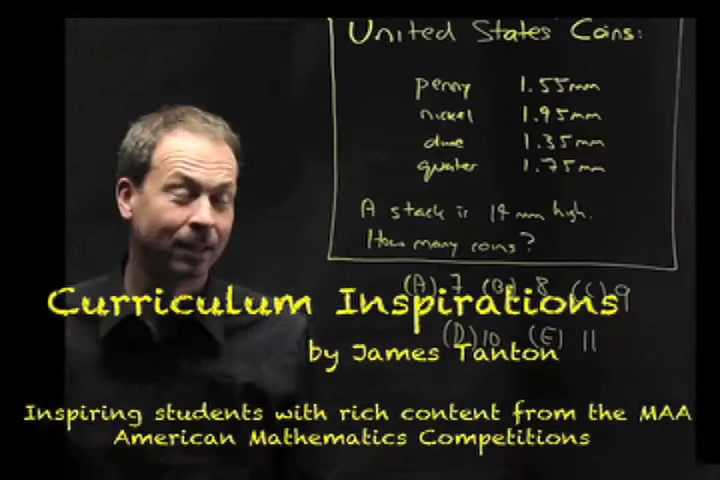 United States Coins:
penny 1.55mm
nickel 1.95mm
dime 1.35mm
quater 1.75mm
A stack is 14 mm high.
How many coins?
(A) 7 (B) 8 (C) 9
(D) 10 (E) 11
Curriculum Inspirations
by James Tanton
Inspiring students with rich content from the MAA
American Mathematics Competitions